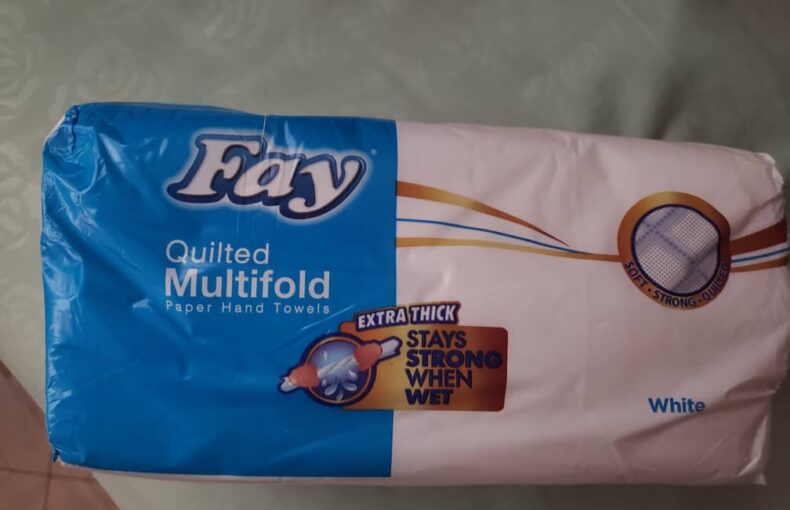 Fay®
Quilted
Multifold
Paper Hand Towels
EXTRA THICK
STAYS
STRONG
WHEN
WET
SOFT • STRONG • QUILTED
White